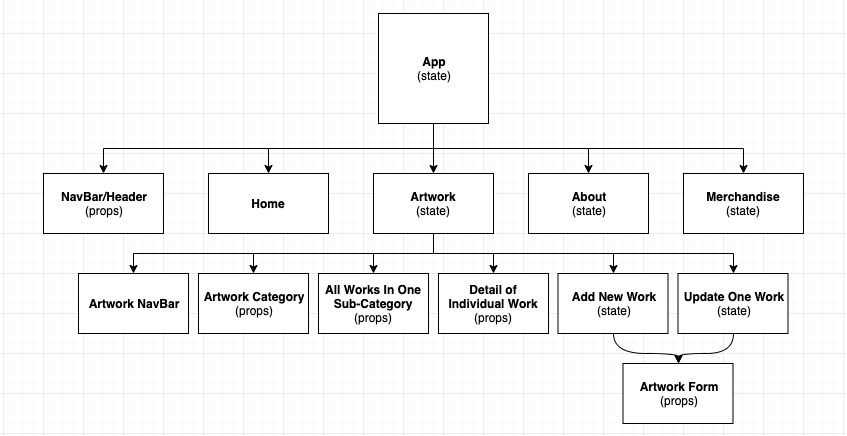 App
(state)
NavBar/Header
(props)
Home
Artwork
(state)
About
(state)
Merchandise
(state)
Artwork NavBar
Artwork Category
(props)
All Works In One
Sub-Category
(props)
Detail of
Individual Work
(props)
Add New Work
(state)
Update One Work
(state)
Artwork Form
(props)